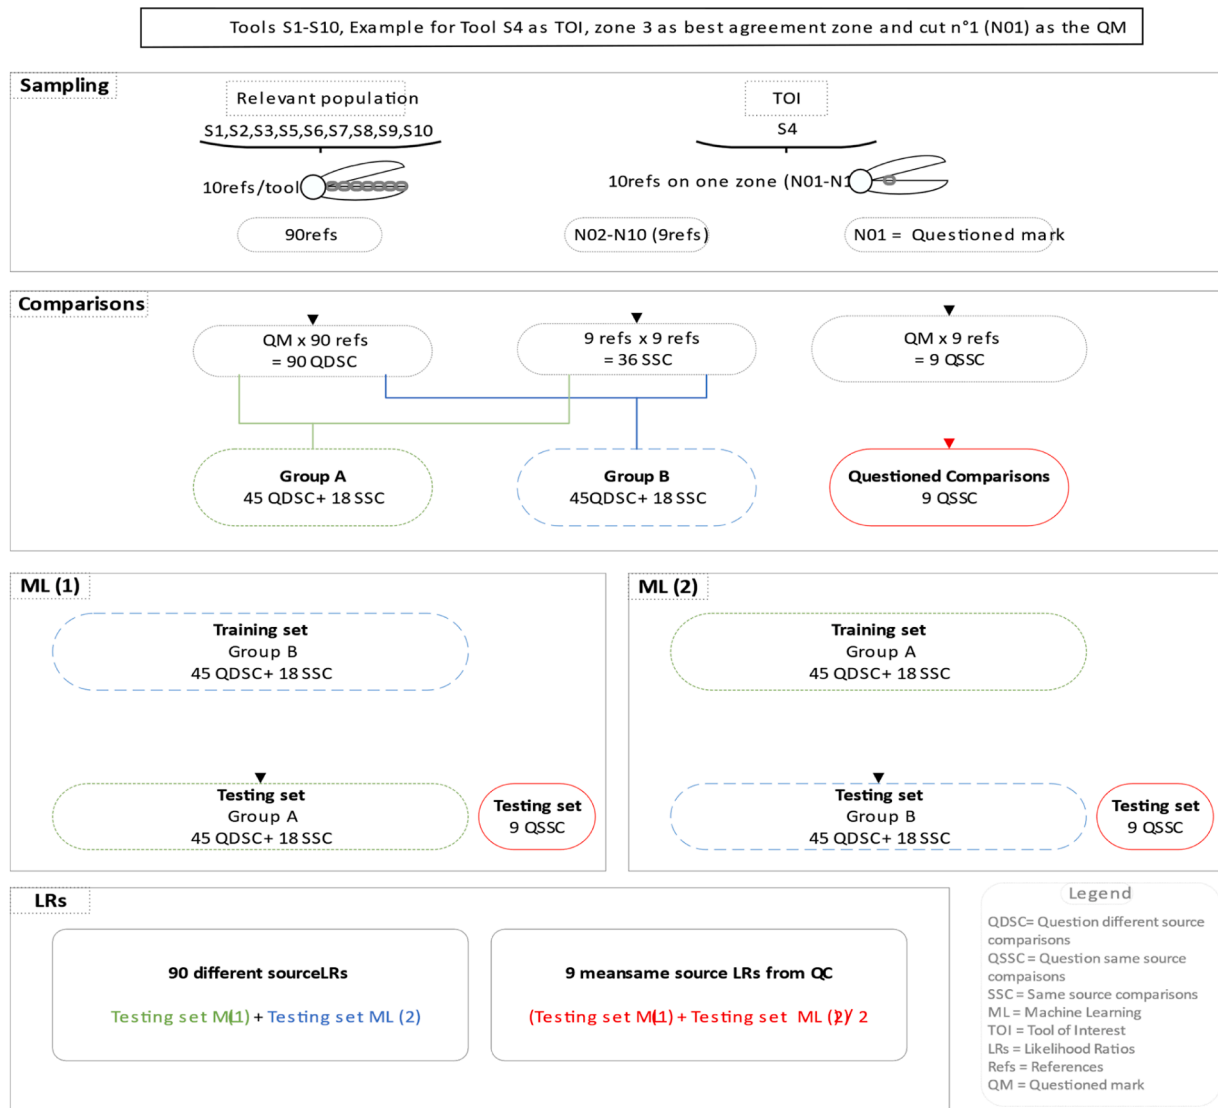 Tools S1-S10, Example for Tool S4 as TOI, zone 3 as best agreement zone and cut n°1 (N01) as the QM
Sampling
Relevant population
S1,S2,S3,S5,S6,S7,S8,S9,S10
10refs/tool
90refs
TOI
S4
10refs on one zone (N01-N1
N02-N10 (9refs)
N01 = Questioned mark
Comparisons
QM x 90 refs
= 90 QDSC
9 refs x 9 refs
= 36 SSC
QM x 9 refs
= 9 QSSC
Group A
45 QDSC+ 18 SSC
Group B
45QDSC+ 18 SSC
Questioned Comparisons
9 QSSC
ML (1)
Training set
Group B
45 QDSC+ 18 SSC
Testing set
Group A
45 QDSC+ 18 SSC
Testing set
9 QSSC
ML (2)
Training set
Group A
45 QDSC+ 18 SSC
Testing set
Group B
45 QDSC+ 18 SSC
Testing set
9 QSSC
LRs
90 different sourceLRs
Testing set ML(1) + Testing set ML (2)
9 meansame source LRs from QC
(Testing set ML(1) + Testing set ML (2))/ 2
Legend
QDSC= Question different source
comparisons
QSSC = Question same source
compaisons
SSC = Same source comparisons
ML = Machine Learning
TOI = Tool of Interest
LRs = Likelihood Ratios
Refs = References
QM = Questioned mark